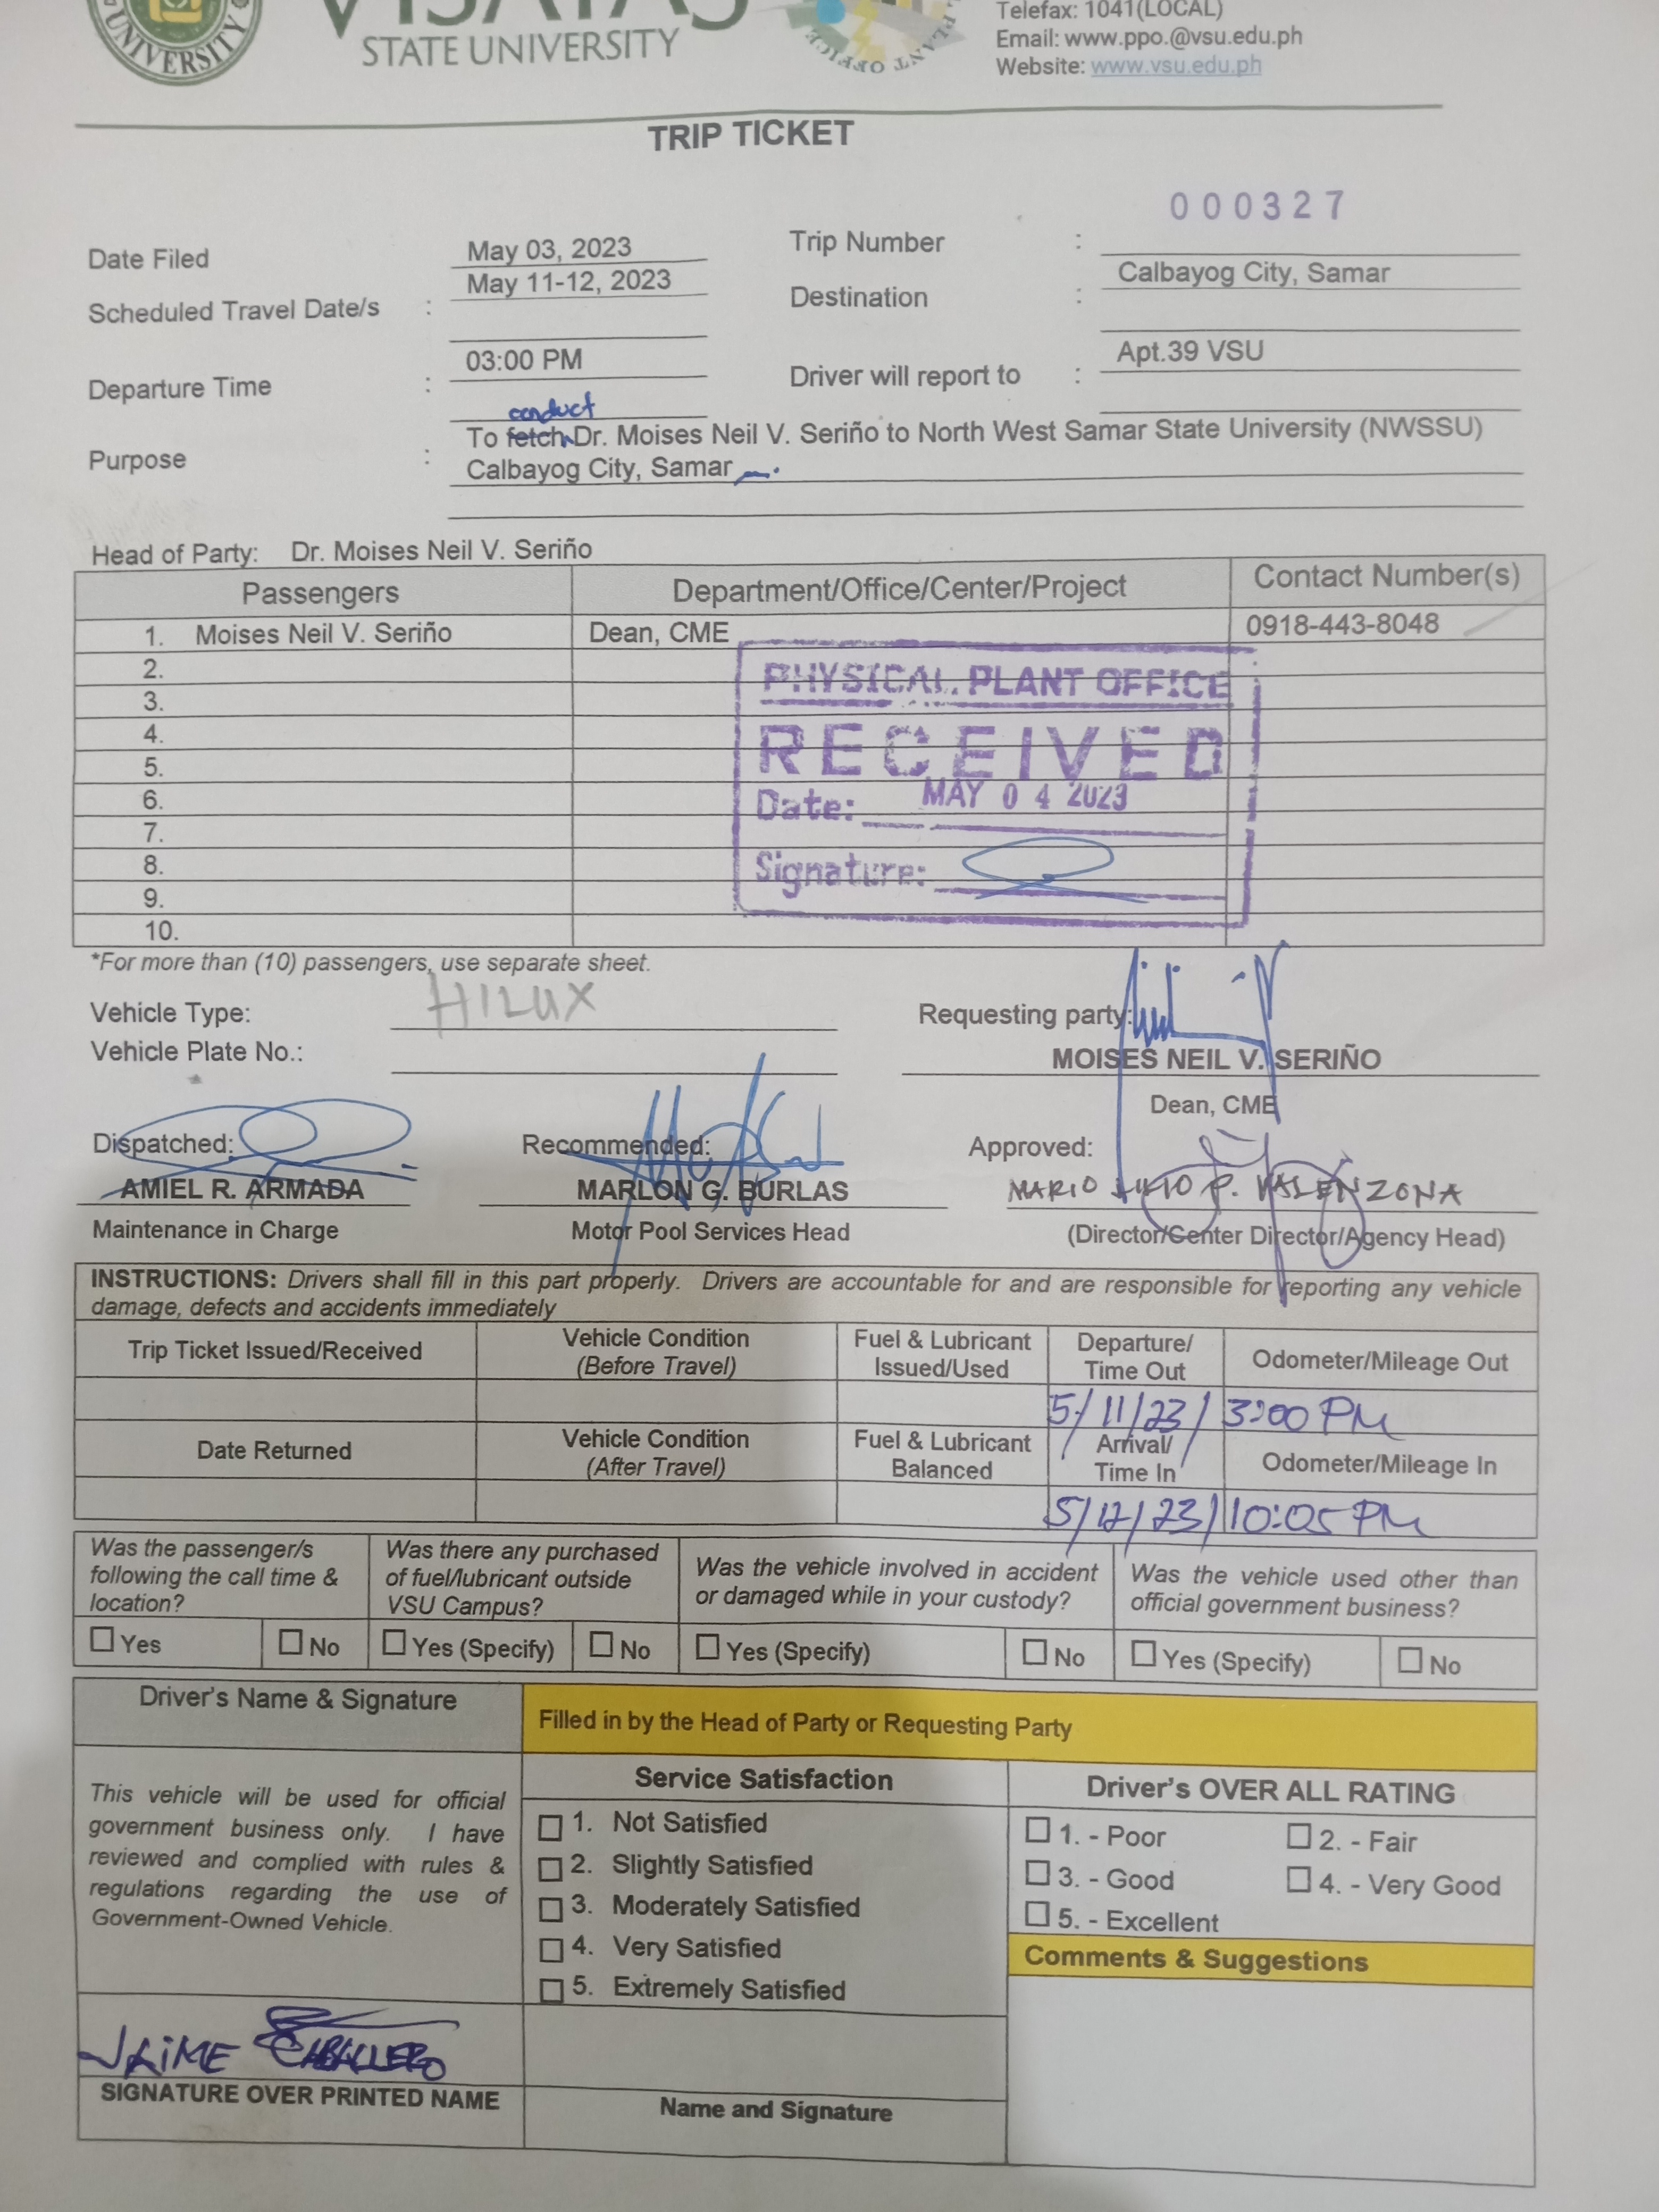 UNIVERSITY
VISAYAS
STATE UNIVERSITY
PLANT OFFICE
Telefax: 1041(LOCAL)
Email: www.ppo.@vsu.edu.ph
Website: www.vsu.edu.ph
TRIP TICKET
000327
Date Filed May 03, 2023 Trip Number :
Scheduled Travel Date/s : May 11-12, 2023 Destination : Calbayog City, Samar
Departure Time : 03:00 PM Driver will report to : Apt.39 VSU
conduct
Purpose : To fetch Dr. Moises Neil V. Seriño to North West Samar State University (NWSSU)
Calbayog City, Samar
Head of Party: Dr. Moises Neil V. Seriño
Passengers Department/Office/Center/Project Contact Number(s)
1. Moises Neil V. Seriño Dean, CME 0918-443-8048
2.
3.
4.
5.
6.
7.
8.
9.
10.
PHYSICAL PLANT OFFICE
RECEIVED
Date: MAY 04 2023
Signature:
*For more than (10) passengers, use separate sheet.
Vehicle Type: HILUX Requesting party:
Vehicle Plate No.: MOISES NEIL V. SERIÑO
Dean, CME
Dispatched: Recommended: Approved:
AMIEL R. ARMADA MARLON G. BURLAS MARIO LILIO P. VALENZONA
Maintenance in Charge Motor Pool Services Head (Director/Center Director/Agency Head)
INSTRUCTIONS: Drivers shall fill in this part properly. Drivers are accountable for and are responsible for reporting any vehicle
damage, defects and accidents immediately
Trip Ticket Issued/Received Vehicle Condition (Before Travel) Fuel & Lubricant Issued/Used Departure/ Time Out Odometer/Mileage Out
5/11/23/ 3:00 PM
Date Returned Vehicle Condition (After Travel) Fuel & Lubricant Balanced Arrival/ Time In Odometer/Mileage In
5/12/23/ 10:05 PM
Was the passenger/s following the call time & location? Was there any purchased of fuel/lubricant outside VSU Campus? Was the vehicle involved in accident or damaged while in your custody? Was the vehicle used other than official government business?
Yes No Yes (Specify) No Yes (Specify) No Yes (Specify) No
Driver's Name & Signature Filled in by the Head of Party or Requesting Party
This vehicle will be used for official
government business only. I have
reviewed and complied with rules &
regulations regarding the use of
Government-Owned Vehicle.
Service Satisfaction
1. Not Satisfied
2. Slightly Satisfied
3. Moderately Satisfied
4. Very Satisfied
5. Extremely Satisfied
Driver's OVER ALL RATING
1. - Poor 2. - Fair
3. - Good 4. - Very Good
5. - Excellent
Comments & Suggestions
JAIME CABALLERO
SIGNATURE OVER PRINTED NAME
Name and Signature